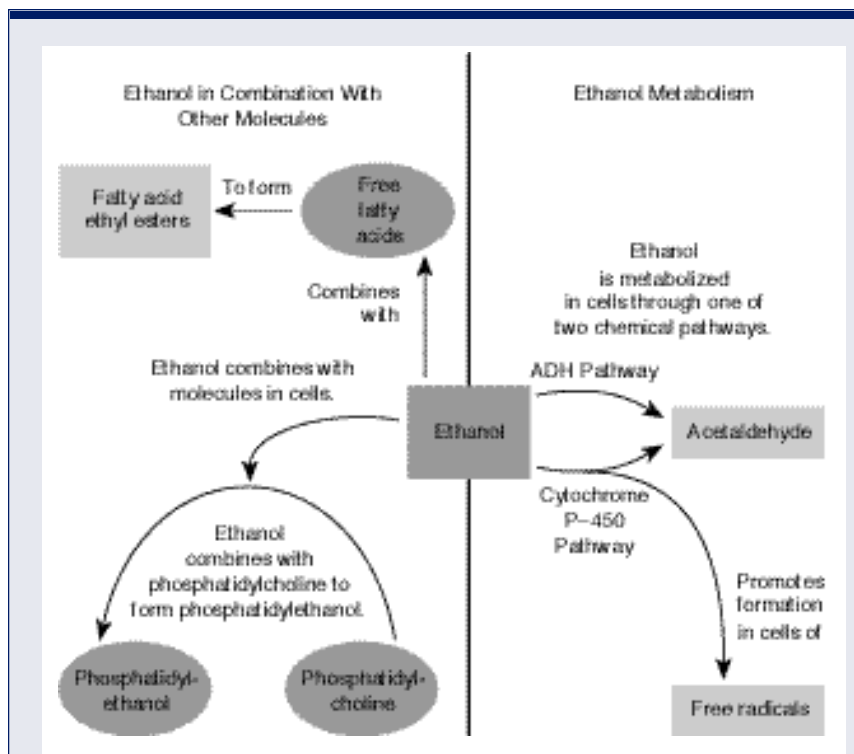 Ethanol in Combination With
Other Molecules
Fatty acid
ethyl esters
To form
Free
fatty
acids
Combines
with
Ethanol combines with
molecules in cells.
Ethanol
combines with
phosphatidylcholine to
form phosphatidylethanol.
Phosphatidyl-
ethanol
Phosphatidyl-
choline
Ethanol
Ethanol Metabolism
Ethanol
is metabolized
in cells through one of
two chemical pathways.
ADH Pathway
Acetaldehyde
Cytochrome
P–450
Pathway
Promotes
formation
in cells of
Free radicals